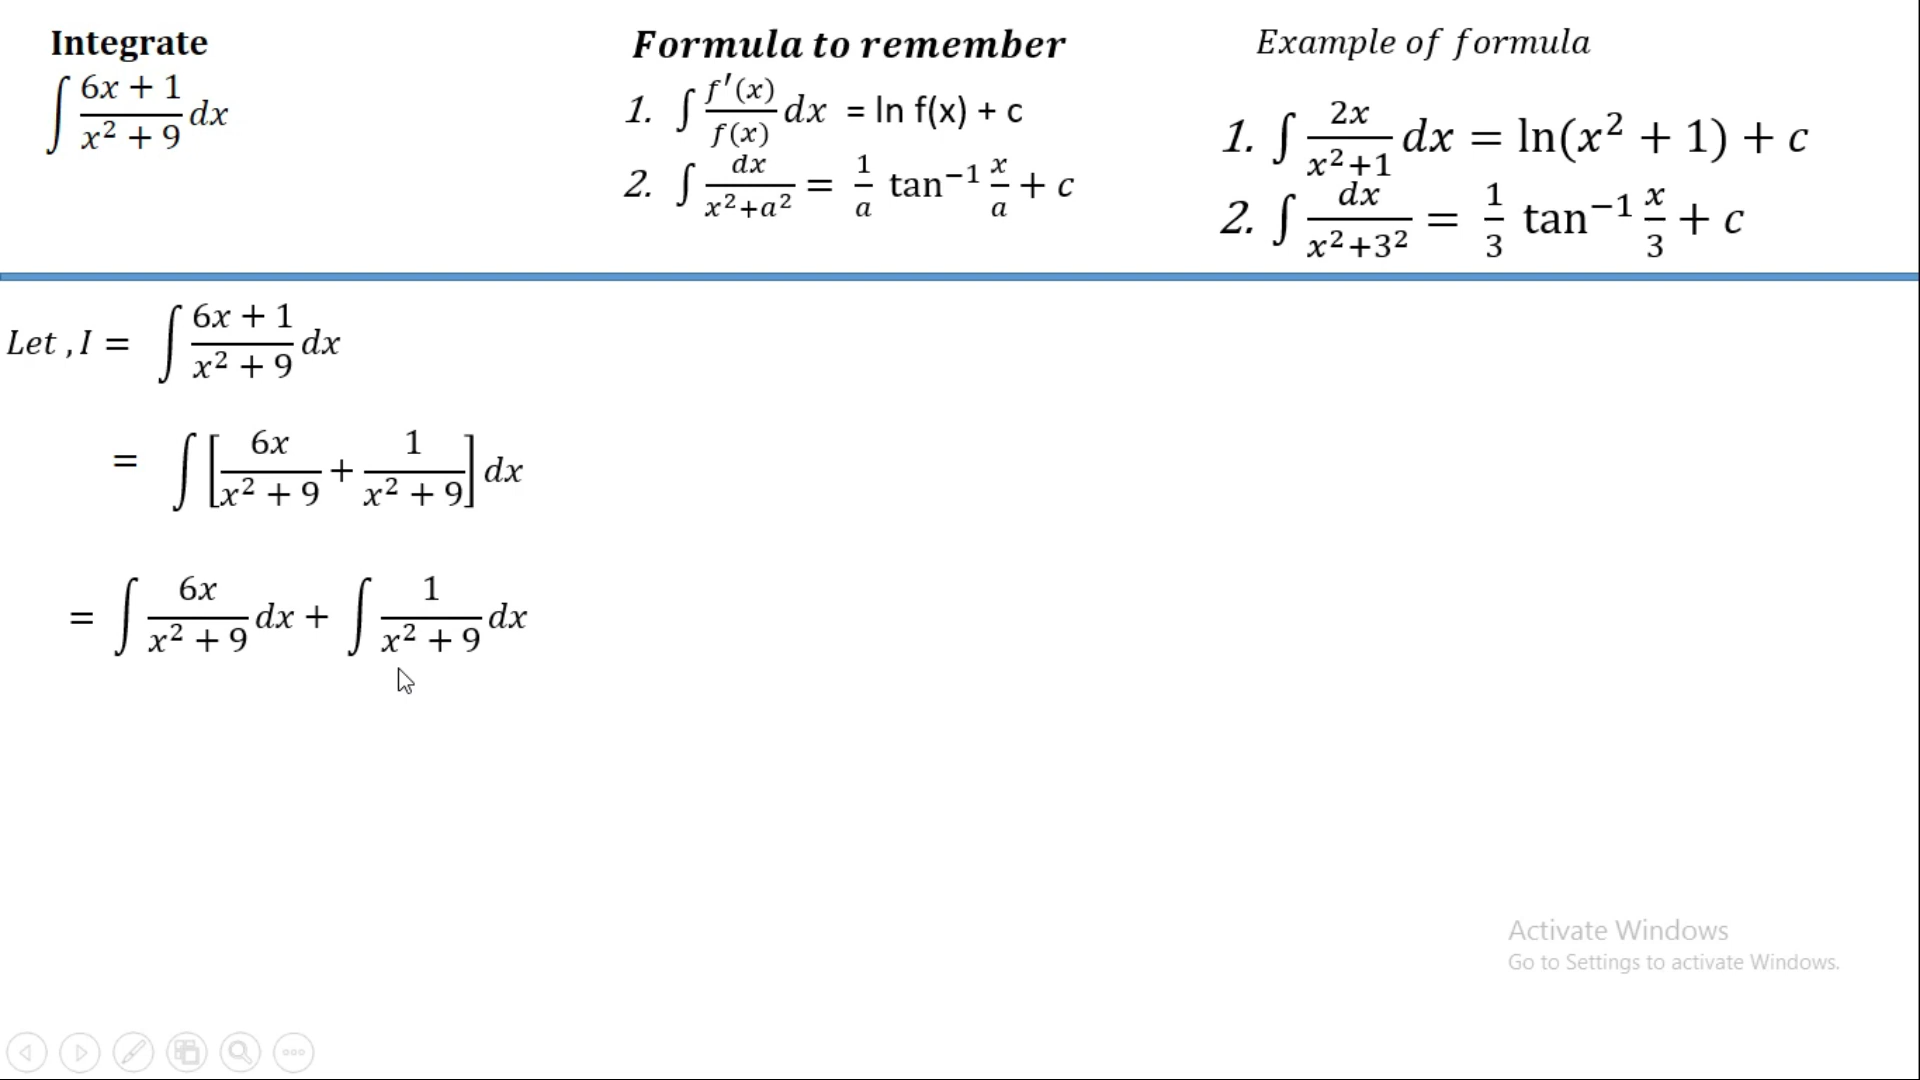 Integrate
∫ (6x + 1)/(x² + 9) dx
Formula to remember
1. ∫ f′(x)/f(x) dx = ln f(x) + c
2. ∫ dx/(x²+a²) = 1/a tan⁻¹ x/a + c
Example of formula
1. ∫ 2x/(x²+1) dx = ln(x² + 1) + c
2. ∫ dx/(x²+3²) = 1/3 tan⁻¹ x/3 + c
Let , I = ∫ (6x + 1)/(x² + 9) dx
= ∫ [6x/(x² + 9) + 1/(x² + 9)] dx
= ∫ 6x/(x² + 9) dx + ∫ 1/(x² + 9) dx
Activate Windows
Go to Settings to activate Windows.